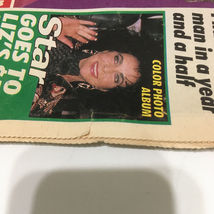 Star
GOES TO
LIZ'S
COLOR PHOTO
ALBUM
man in a year
and a half